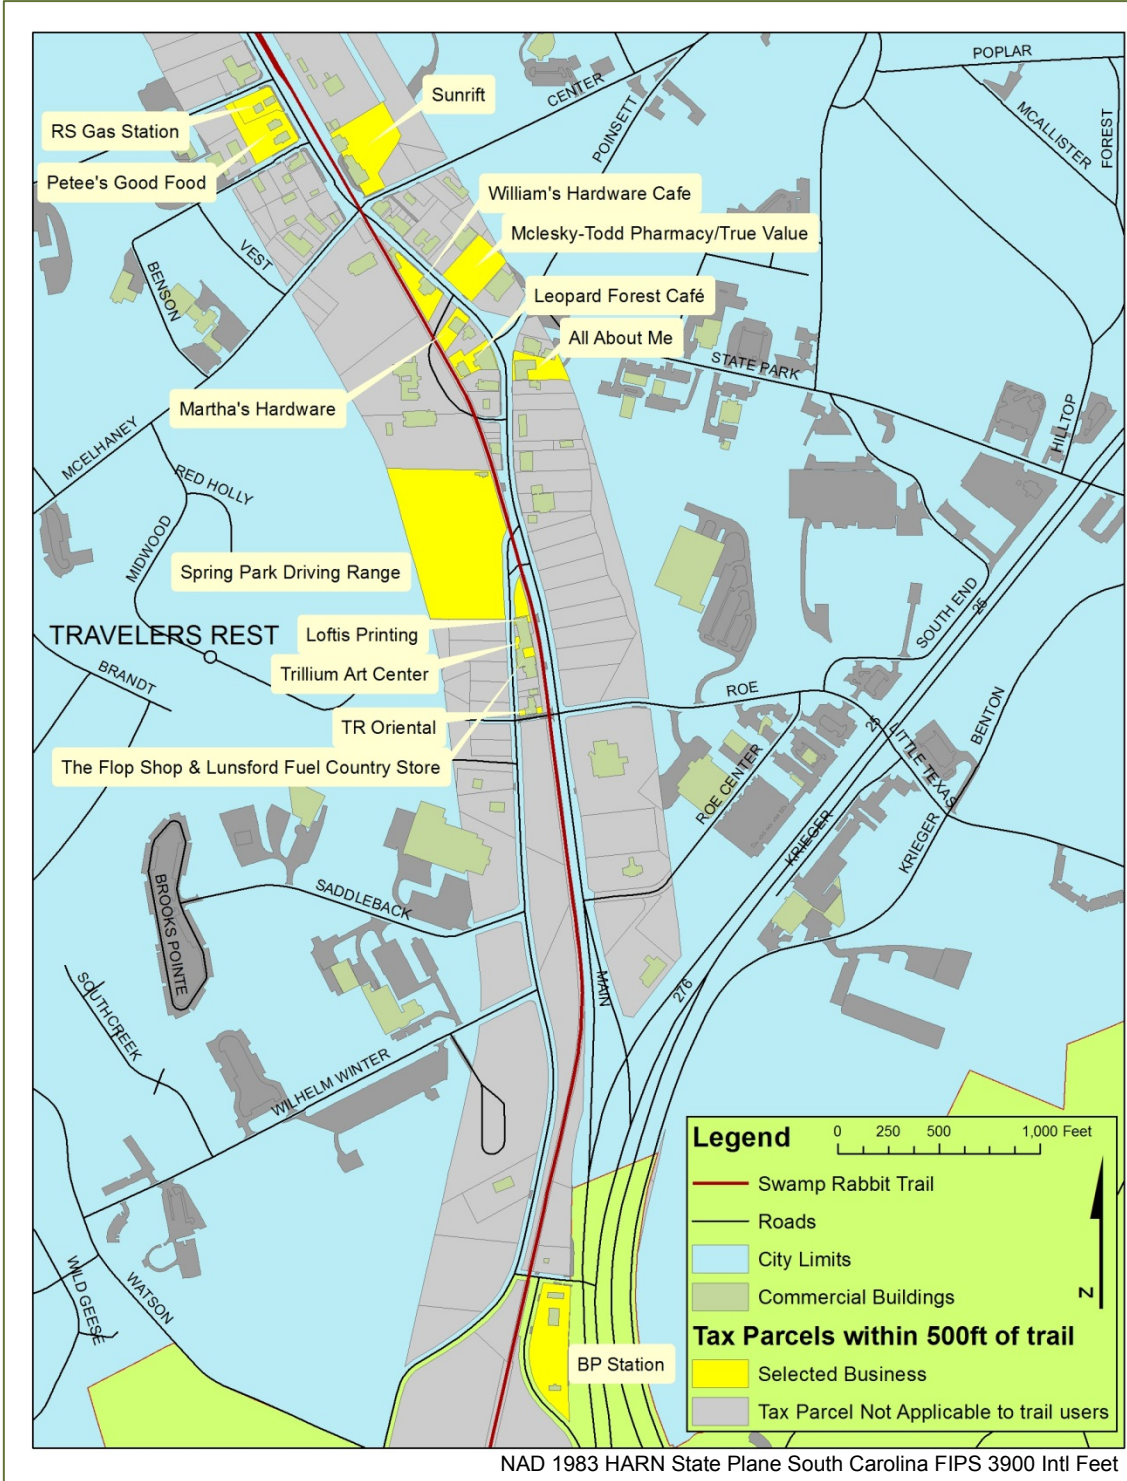 POPLAR
CENTER
Sunrift
MCALLISTER
FOREST
POINSETT
RS Gas Station
Petee's Good Food
William's Hardware Cafe
Mclesky-Todd Pharmacy/True Value
VEST
BENSON
Leopard Forest Café
All About Me
STATE PARK
Martha's Hardware
HILLTOP
MCELHANEY
RED HOLLY
MIDWOOD
Spring Park Driving Range
SOUTH END
25
Loftis Printing
TRAVELERS REST
Trillium Art Center
BRANDT
ROE
BENTON
TR Oriental
25
LITTLE TEXAS
The Flop Shop & Lunsford Fuel Country Store
ROE CENTER
KRIEGER
KRIEGER
BROOKS POINTE
SADDLEBACK
MAIN
276
SOUTHCREEK
WILHELM WINTER
WILD GEESE
WATSON
BP Station
Legend
0 250 500 1,000 Feet
Swamp Rabbit Trail
Roads
City Limits
Commercial Buildings
N
Tax Parcels within 500ft of trail
Selected Business
Tax Parcel Not Applicable to trail users
NAD 1983 HARN State Plane South Carolina FIPS 3900 Intl Feet